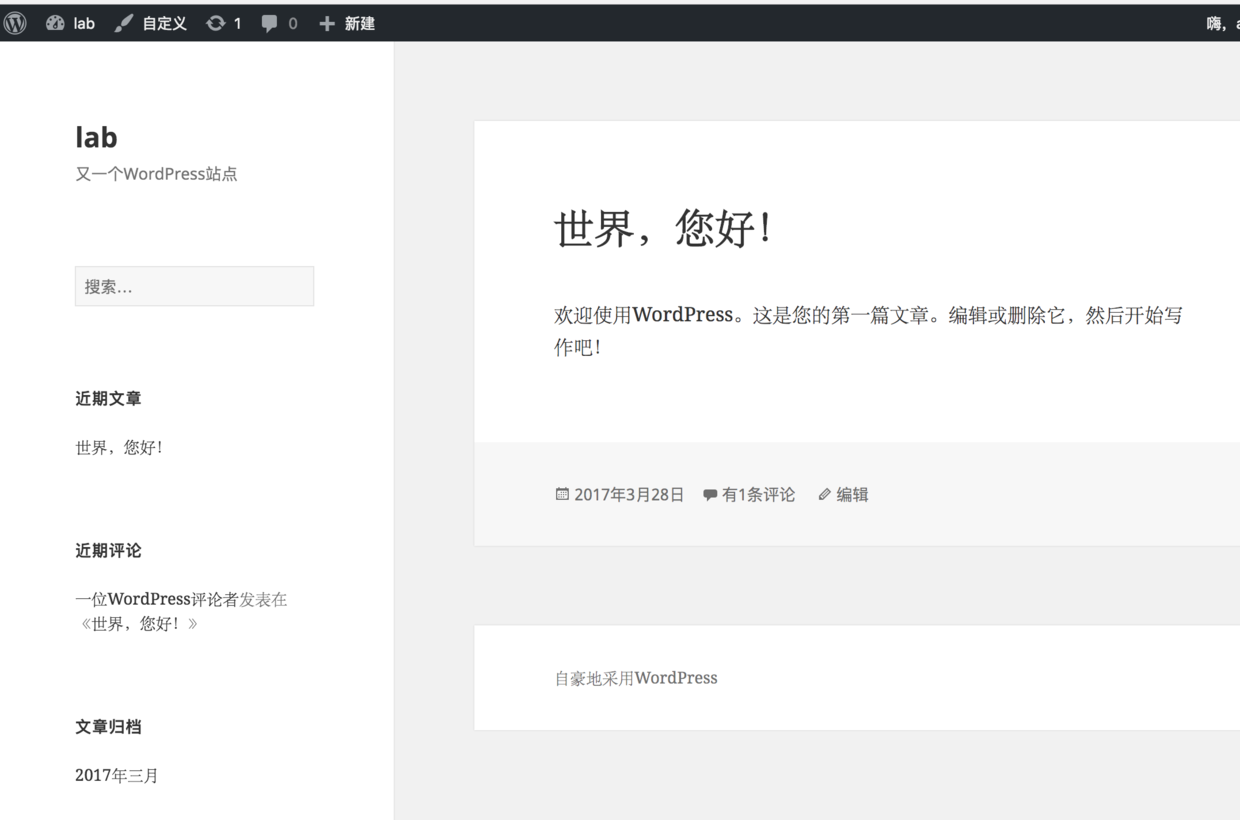 lab 自定义 1 0 新建 嗨，a
lab
又一个WordPress站点
搜索…
近期文章
世界，您好！
近期评论
一位WordPress评论者发表在
《世界，您好！》
文章归档
2017年三月
世界，您好！
欢迎使用WordPress。这是您的第一篇文章。编辑或删除它，然后开始写
作吧！
2017年3月28日 有1条评论 编辑
自豪地采用WordPress